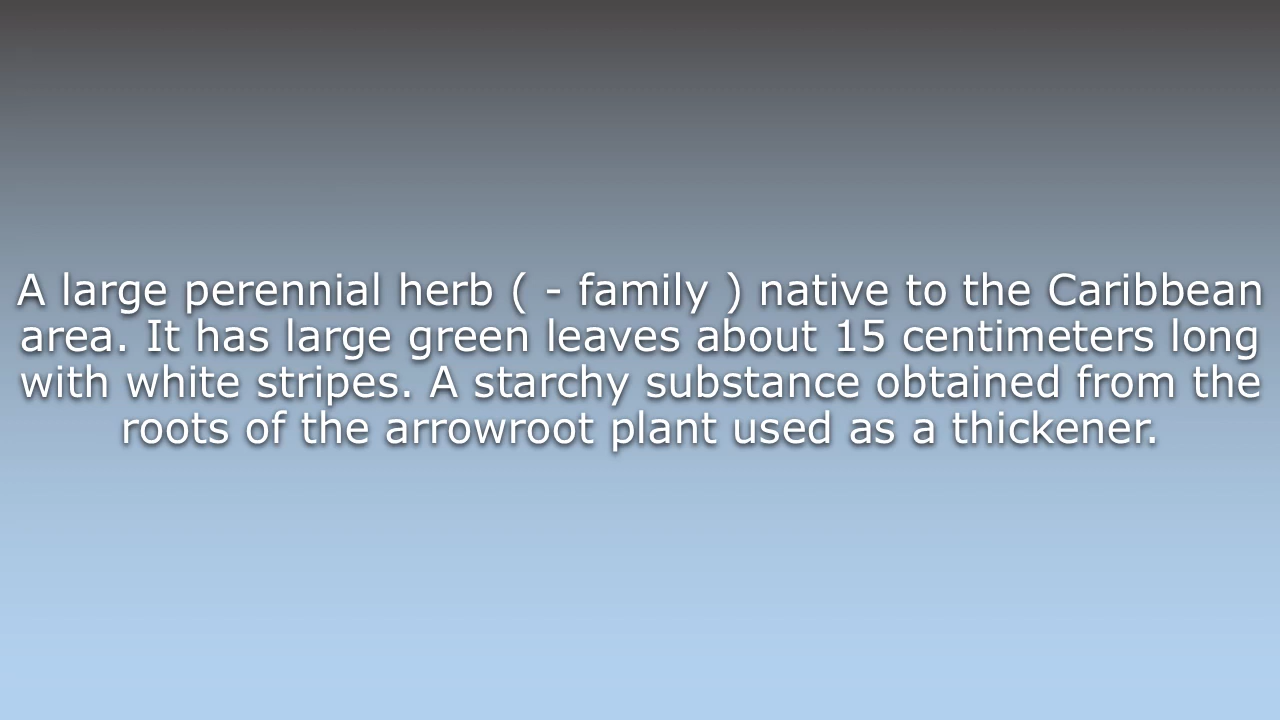 A large perennial herb ( - family ) native to the Caribbean
area. It has large green leaves about 15 centimeters long
with white stripes. A starchy substance obtained from the
roots of the arrowroot plant used as a thickener.